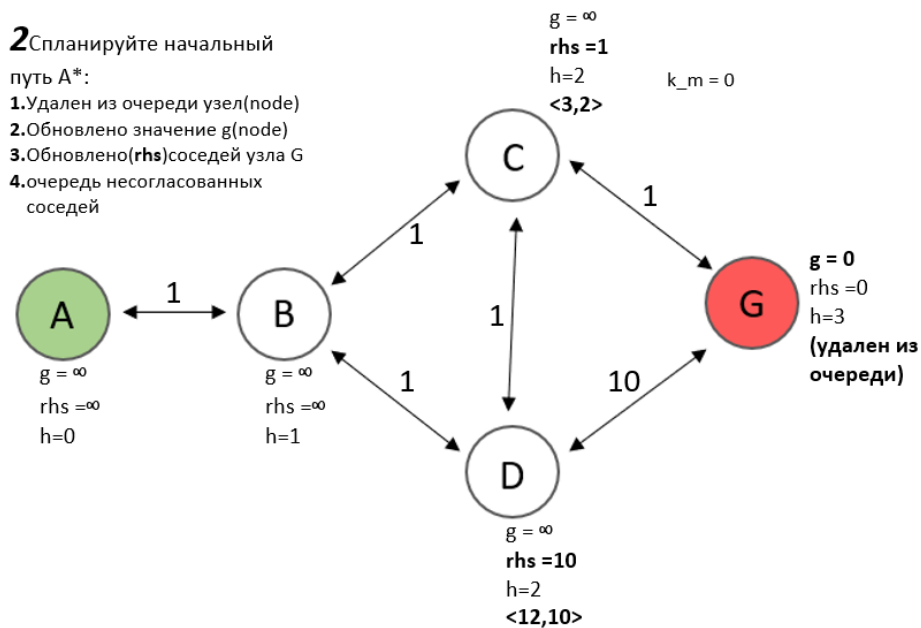 2Спланируйте начальный
путь A*:
1.Удален из очереди узел(node)
2.Обновлено значение g(node)
3.Обновлено(rhs)соседей узла G
4.очередь несогласованных
соседей
g = ∞
rhs =1
h=2
<3,2>
k_m = 0
C
1
1
1
A
1
B
G
g = 0
rhs =0
h=3
(удален из
очереди)
g = ∞
rhs =∞
h=0
g = ∞
rhs =∞
h=1
1
10
D
g = ∞
rhs =10
h=2
<12,10>